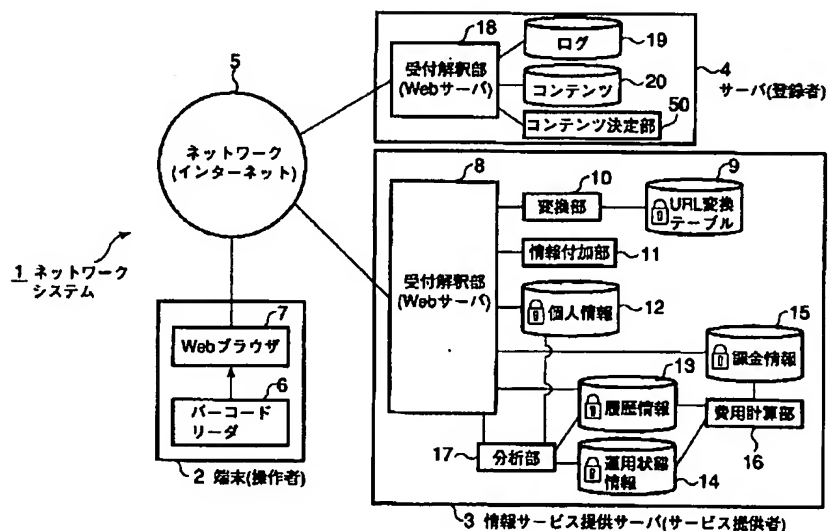 18
ログ
19
受付解釈部
(Webサーバ)
コンテンツ
20
4
サーバ(登録者)
コンテンツ決定部
50
5
ネットワーク
(インターネット)
8
10
9
変換部
URL変換
テーブル
情報付加部
11
受付解釈部
(Webサーバ)
個人情報
12
1 ネットワーク
システム
7
Webブラウザ
6
バーコード
リーダ
2 端末(操作者)
15
課金情報
13
履歴情報
費用計算部
16
17
分析部
運用状態
情報
14
3 情報サービス提供サーバ(サービス提供者)